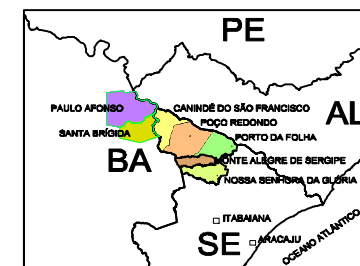 PE
PAULO AFONSO
CANINDÉ DO SÃO FRANCISCO
AL
POÇO REDONDO
SANTA BRÍGIDA
PORTO DA FOLHA
BA
MONTE ALEGRE DE SERGIPE
NOSSA SENHORA DA GLÓRIA
ITABAIANA
SE
ARACAJU
OCEANO ATLÂNTICO